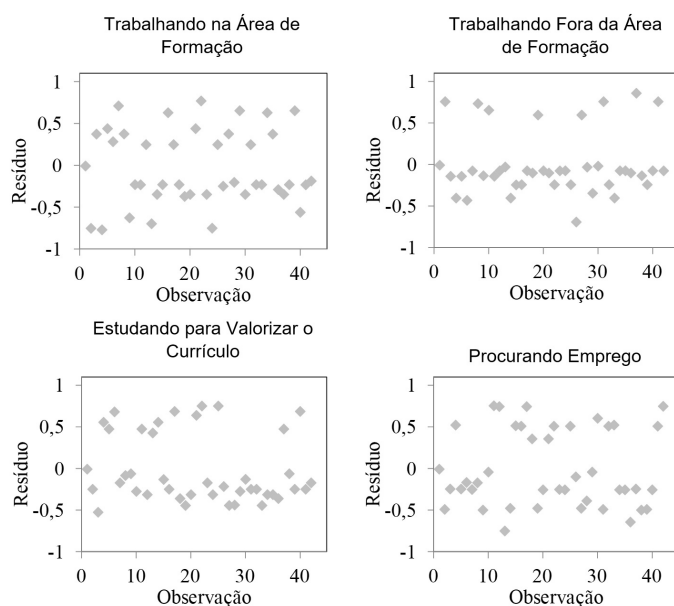 Trabalhando na Área de
Formação
1
0,5
0
-0,5
-1
0
10
20
30
40
Resíduo
Observação
Trabalhando Fora da Área
de Formação
1
0,5
0
-0,5
-1
0
10
20
30
40
Resíduo
Observação
Estudando para Valorizar o
Currículo
1
0,5
0
-0,5
-1
0
10
20
30
40
Resíduo
Observação
Procurando Emprego
1
0,5
0
-0,5
-1
0
10
20
30
40
Resíduo
Observação